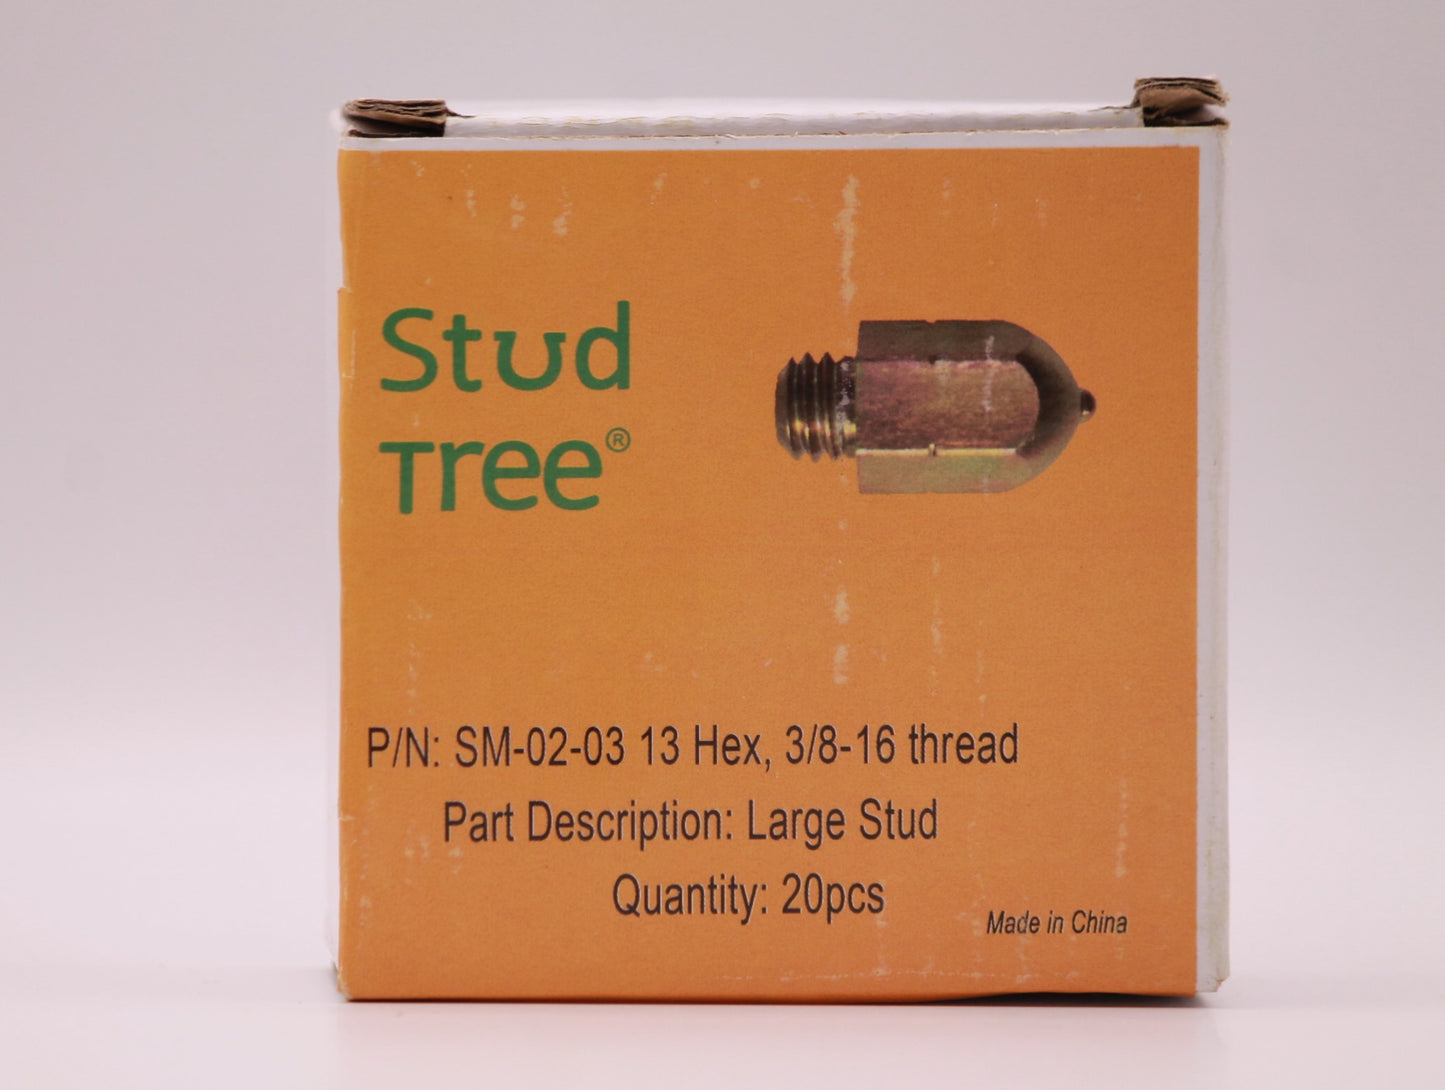 Stud
Tree®
P/N: SM-02-03 13 Hex, 3/8-16 thread
Part Description: Large Stud
Quantity: 20pcs
Made in China